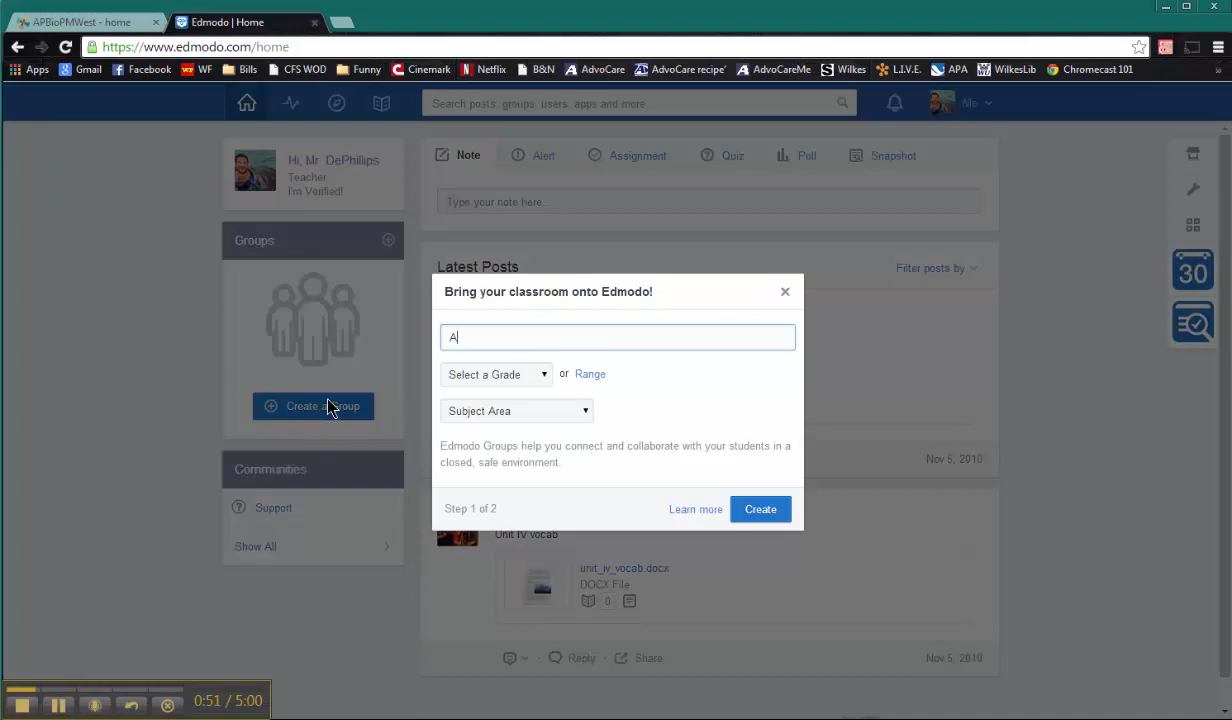 APBioPMWest - home
Edmodo | Home
https://www.edmodo.com/home
Apps Gmail Facebook WF Bills CFS WOD Funny Cinemark Netflix B&N AdvoCare AdvoCare recipe' AdvoCareMe Wilkes L.I.V.E. APA WilkesLib Chromecast 101 »
Search posts, groups, users, apps and more...
Me
Hi, Mr DePhillips
Teacher
I'm Verified!
Note Alert Assignment Quiz Poll Snapshot
Type your note here...
Groups
Latest Posts
Filter posts by
30
Bring your classroom onto Edmodo!
A
Select a Grade or Range
Subject Area
Edmodo Groups help you connect and collaborate with your students in a
closed, safe environment.
Step 1 of 2 Learn more Create
Create a Group
Nov 5, 2010
Communities
Support
Show All
Unit IV vocab
unit_iv_vocab.docx
DOCX File
0
Reply Share Nov 5, 2010
0:51 / 5:00